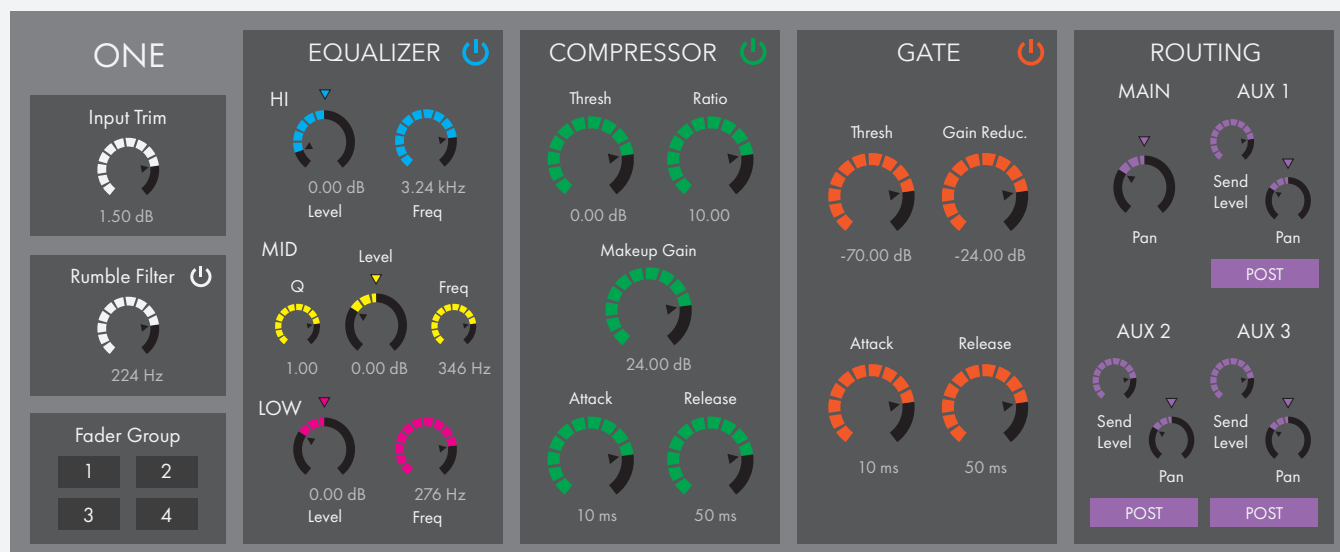 ONE
Input Trim
1.50 dB
Rumble Filter
224 Hz
Fader Group
1 2
3 4
EQUALIZER
HI
0.00 dB 3.24 kHz
Level Freq
MID
Level
Q Freq
1.00 0.00 dB 346 Hz
LOW
0.00 dB 276 Hz
Level Freq
COMPRESSOR
Thresh Ratio
0.00 dB 10.00
Makeup Gain
24.00 dB
Attack Release
10 ms 50 ms
GATE
Thresh Gain Reduc.
-70.00 dB -24.00 dB
Attack Release
10 ms 50 ms
ROUTING
MAIN
Pan
AUX 1
Send
Level
Pan
POST
AUX 2
Send
Level
Pan
POST
AUX 3
Send
Level
Pan
POST